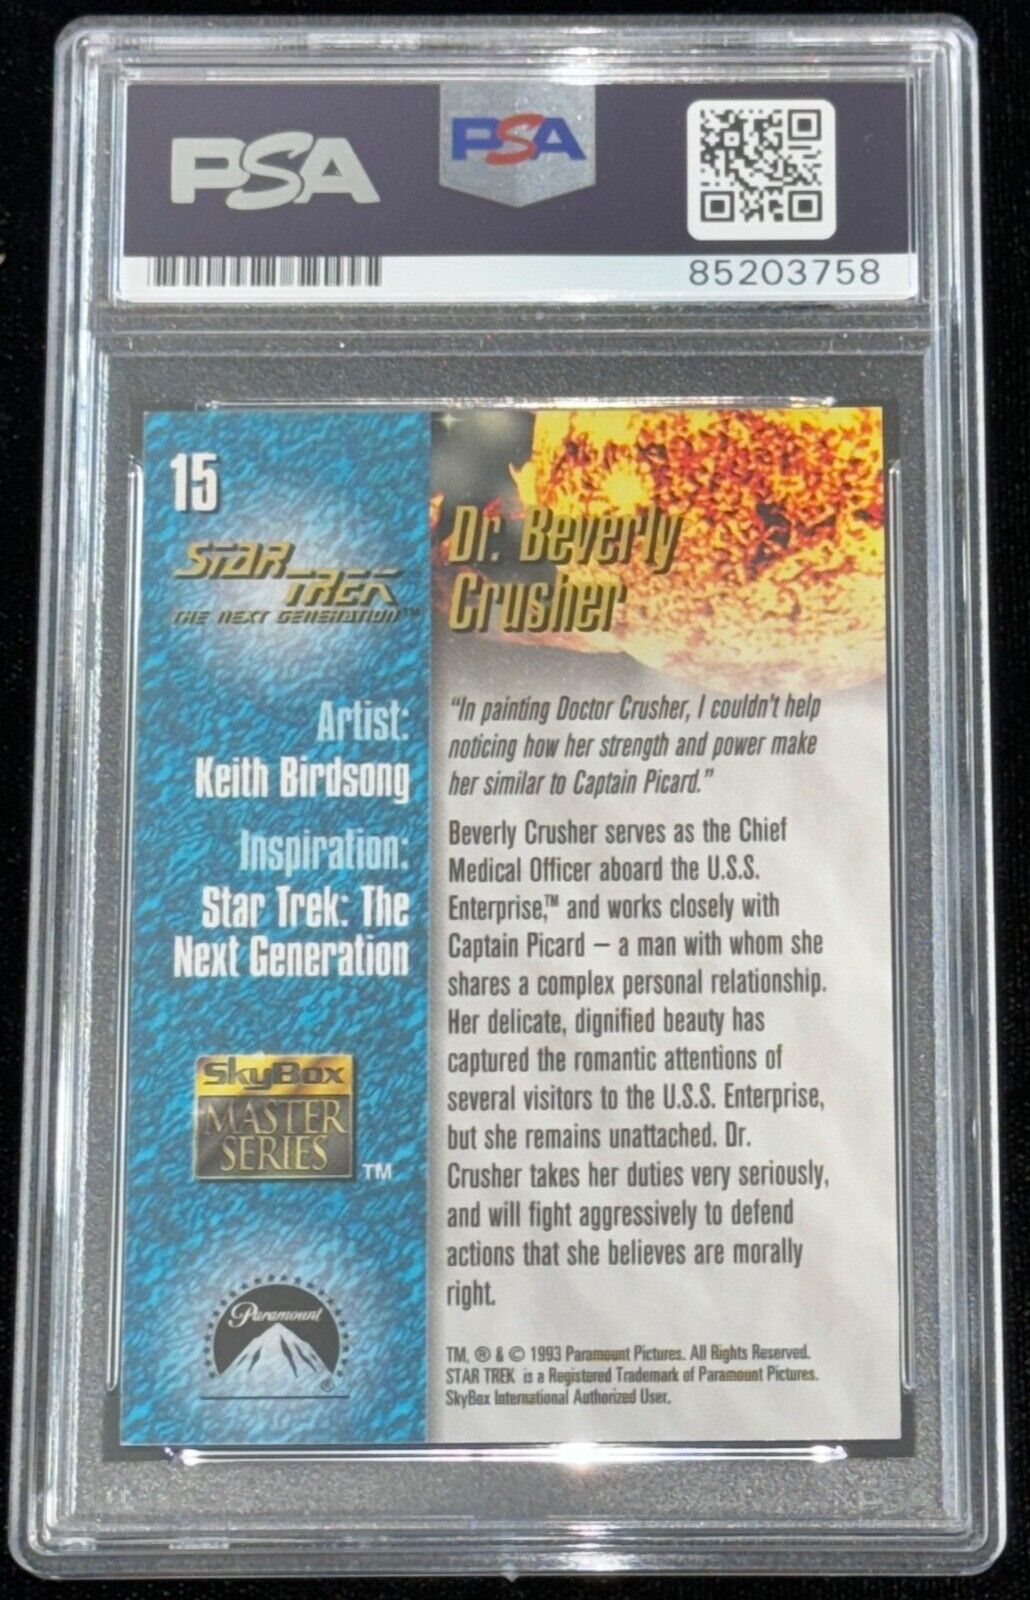 PSA
PSA
85203758
15
STAR TREK
THE NEXT GENERATION™
Artist:
Keith Birdsong
Inspiration:
Star Trek: The
Next Generation
SkyBox
MASTER
SERIES
™
Paramount
®
Dr. Beverly
Crusher
"In painting Doctor Crusher, I couldn't help
noticing how her strength and power make
her similar to Captain Picard."
Beverly Crusher serves as the Chief
Medical Officer aboard the U.S.S.
Enterprise,™ and works closely with
Captain Picard – a man with whom she
shares a complex personal relationship.
Her delicate, dignified beauty has
captured the romantic attentions of
several visitors to the U.S.S. Enterprise,
but she remains unattached. Dr.
Crusher takes her duties very seriously,
and will fight aggressively to defend
actions that she believes are morally
right.
TM, ® & © 1993 Paramount Pictures. All Rights Reserved.
STAR TREK is a Registered Trademark of Paramount Pictures.
SkyBox International Authorized User.